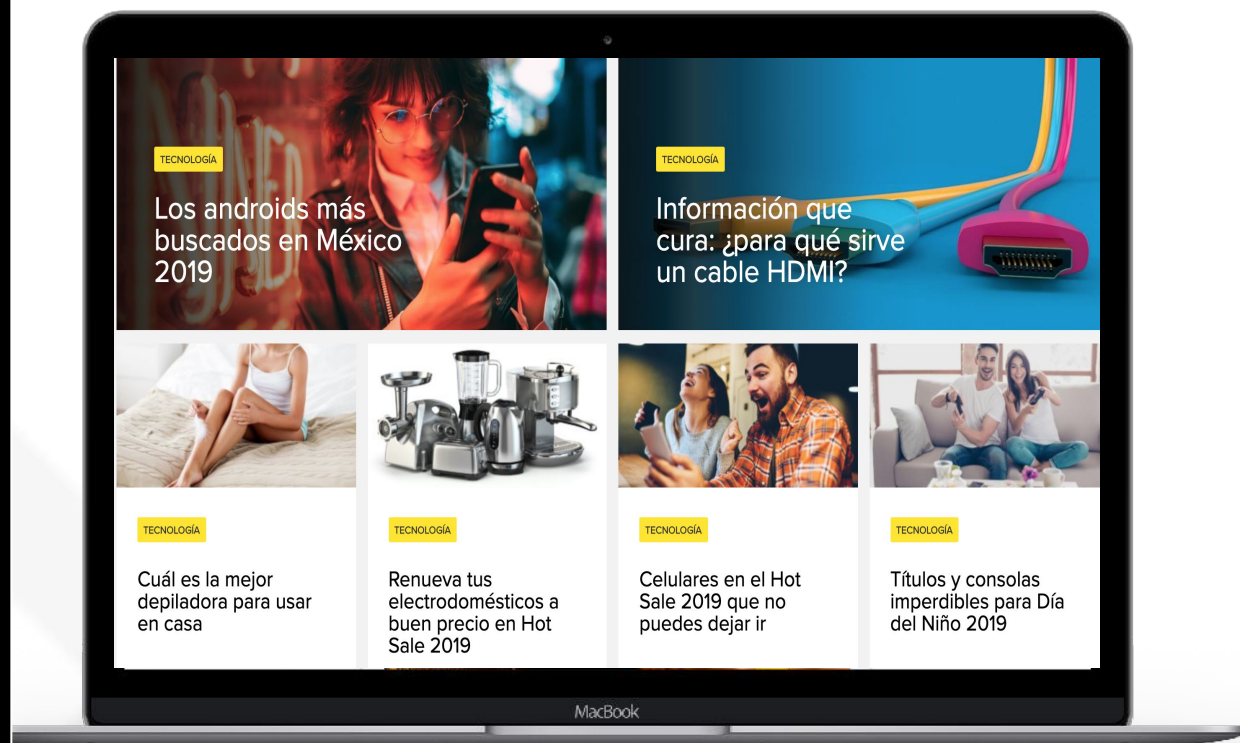 TECNOLOGÍA
Los androids más
buscados en México
2019
TECNOLOGÍA
Información que
cura: ¿para qué sirve
un cable HDMI?
TECNOLOGÍA
Cuál es la mejor
depiladora para usar
en casa
TECNOLOGÍA
Renueva tus
electrodomésticos a
buen precio en Hot
Sale 2019
TECNOLOGÍA
Celulares en el Hot
Sale 2019 que no
puedes dejar ir
TECNOLOGÍA
Títulos y consolas
imperdibles para Día
del Niño 2019
MacBook